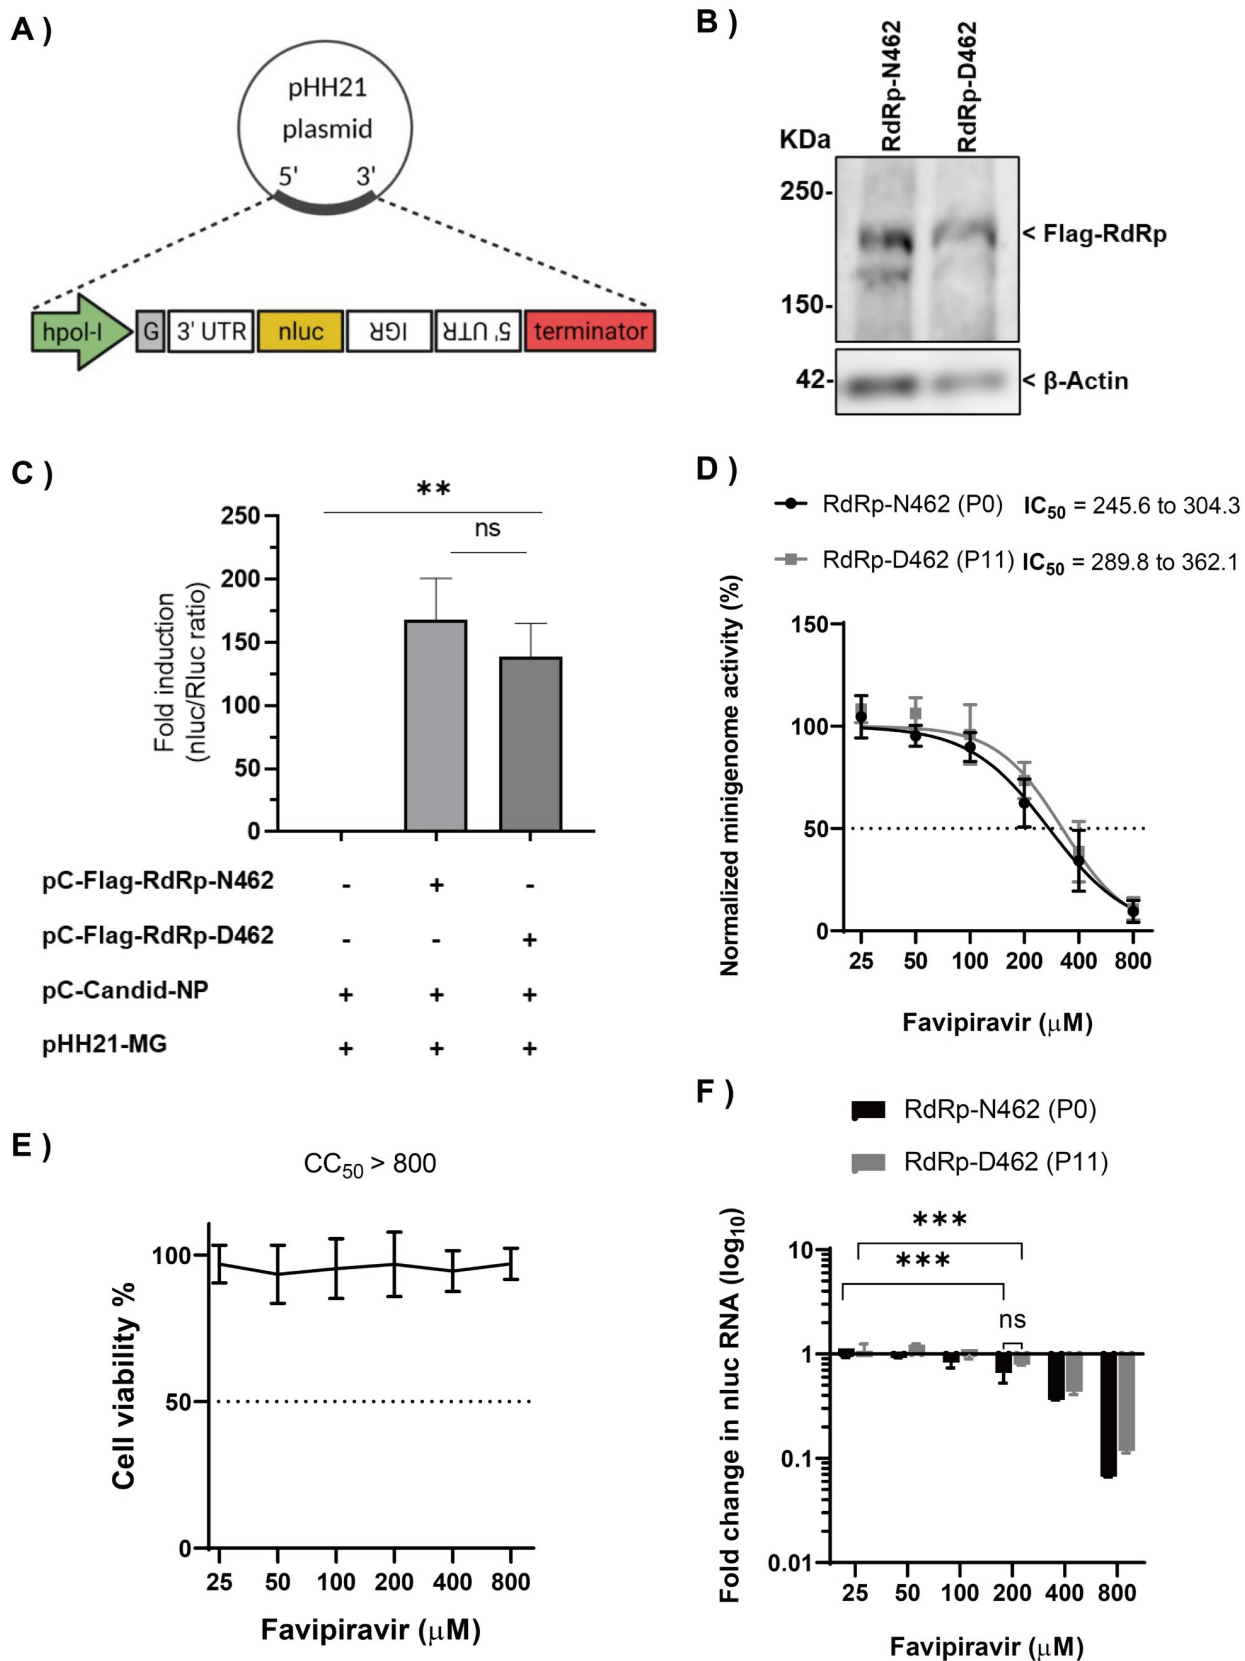 A )
pHH21
plasmid
5' 3'
hpol-I G 3' UTR nluc IGR 5' UTR terminator
B )
RdRp-N462
RdRp-D462
KDa
250-
< Flag-RdRp
150-
42-
< β-Actin
C )
**
ns
Fold induction
(nluc/Rluc ratio)
250
200
150
100
50
0
pC-Flag-RdRp-N462 - + -
pC-Flag-RdRp-D462 - - +
pC-Candid-NP + + +
pHH21-MG + + +
D )
RdRp-N462 (P0) IC50 = 245.6 to 304.3
RdRp-D462 (P11) IC50 = 289.8 to 362.1
Normalized minigenome activity (%)
150
100
50
0
25 50 100 200 400 800
Favipiravir (μM)
E )
CC50 > 800
Cell viability %
100
50
0
25 50 100 200 400 800
Favipiravir (μM)
F )
RdRp-N462 (P0)
RdRp-D462 (P11)
***
***
ns
Fold change in nluc RNA (log10)
10
1
0.1
0.01
25 50 100 200 400 800
Favipiravir (μM)